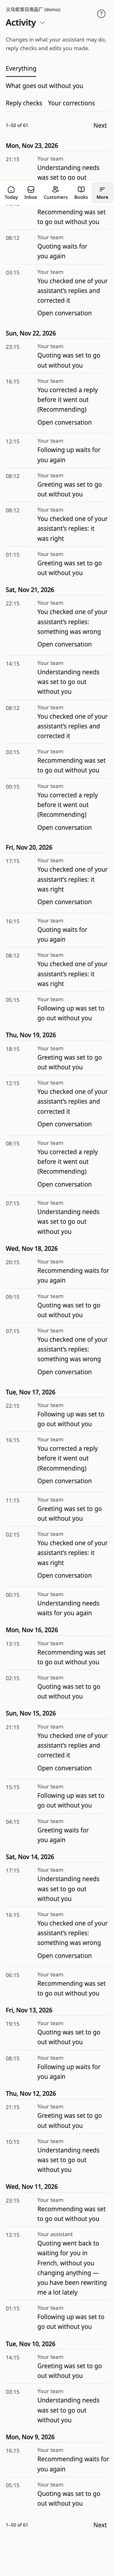 义乌宏发日用品厂 (demo)
Activity
Changes in what your assistant may do,
reply checks and edits you made.
Everything
What goes out without you
Reply checks Your corrections
1–50 of 61 Next
Mon, Nov 23, 2026
21:15 Your team
Understanding needs
was set to go out
Today Inbox Customers Books More
Recommending was set
to go out without you
08:12 Your team
Quoting waits for
you again
03:15 Your team
You checked one of your
assistant's replies and
corrected it
Open conversation
Sun, Nov 22, 2026
23:15 Your team
Quoting was set to go
out without you
16:15 Your team
You corrected a reply
before it went out
(Recommending)
Open conversation
12:15 Your team
Following up waits for
you again
08:12 Your team
Greeting was set to go
out without you
08:12 Your team
You checked one of your
assistant's replies: it
was right
01:15 Your team
Greeting was set to go
out without you
Sat, Nov 21, 2026
22:15 Your team
You checked one of your
assistant's replies:
something was wrong
Open conversation
14:15 Your team
Understanding needs
was set to go out
without you
08:12 Your team
You checked one of your
assistant's replies and
corrected it
03:15 Your team
Recommending was set
to go out without you
00:15 Your team
You corrected a reply
before it went out
(Recommending)
Open conversation
Fri, Nov 20, 2026
17:15 Your team
You checked one of your
assistant's replies: it
was right
Open conversation
16:15 Your team
Quoting waits for
you again
08:12 Your team
You checked one of your
assistant's replies: it
was right
05:15 Your team
Following up was set to
go out without you
Thu, Nov 19, 2026
18:15 Your team
Greeting was set to go
out without you
12:15 Your team
You checked one of your
assistant's replies and
corrected it
Open conversation
08:15 Your team
You corrected a reply
before it went out
(Recommending)
Open conversation
07:15 Your team
Understanding needs
was set to go out
without you
Wed, Nov 18, 2026
20:15 Your team
Recommending waits for
you again
09:15 Your team
Quoting was set to go
out without you
07:15 Your team
You checked one of your
assistant's replies:
something was wrong
Open conversation
Tue, Nov 17, 2026
22:15 Your team
Following up was set to
go out without you
16:15 Your team
You corrected a reply
before it went out
(Recommending)
Open conversation
11:15 Your team
Greeting was set to go
out without you
02:15 Your team
You checked one of your
assistant's replies: it
was right
Open conversation
00:15 Your team
Understanding needs
waits for you again
Mon, Nov 16, 2026
13:15 Your team
Recommending was set
to go out without you
02:15 Your team
Quoting was set to go
out without you
Sun, Nov 15, 2026
21:15 Your team
You checked one of your
assistant's replies and
corrected it
Open conversation
15:15 Your team
Following up was set to
go out without you
04:15 Your team
Greeting waits for
you again
Sat, Nov 14, 2026
17:15 Your team
Understanding needs
was set to go out
without you
16:15 Your team
You checked one of your
assistant's replies:
something was wrong
Open conversation
06:15 Your team
Recommending was set
to go out without you
Fri, Nov 13, 2026
19:15 Your team
Quoting was set to go
out without you
08:15 Your team
Following up waits for
you again
Thu, Nov 12, 2026
21:15 Your team
Greeting was set to go
out without you
10:15 Your team
Understanding needs
was set to go out
without you
Wed, Nov 11, 2026
23:15 Your team
Recommending was set
to go out without you
12:15 Your assistant
Quoting went back to
waiting for you in
French, without you
changing anything —
you have been rewriting
me a lot lately
01:15 Your team
Following up was set to
go out without you
Tue, Nov 10, 2026
14:15 Your team
Greeting was set to go
out without you
03:15 Your team
Understanding needs
was set to go out
without you
Mon, Nov 9, 2026
16:15 Your team
Recommending waits for
you again
05:15 Your team
Quoting was set to go
out without you
1–50 of 61 Next